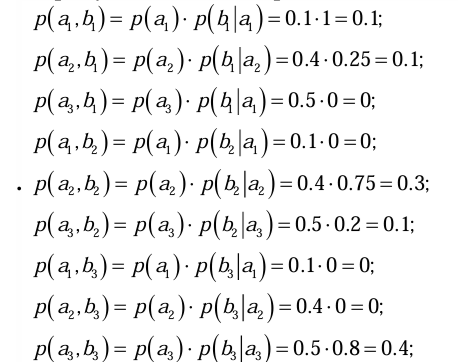 p(a₁,b₁) = p(a₁)· p(b₁|a₁) = 0.1·1 = 0.1;
p(a₂,b₁) = p(a₂)· p(b₁|a₂) = 0.4·0.25 = 0.1;
p(a₃,b₁) = p(a₃)· p(b₁|a₁) = 0.5·0 = 0;
p(a₁,b₂) = p(a₁)· p(b₂|a₁) = 0.1·0 = 0;
. p(a₂,b₂) = p(a₂)· p(b₂|a₂) = 0.4·0.75 = 0.3;
p(a₃,b₂) = p(a₃)· p(b₂|a₃) = 0.5·0.2 = 0.1;
p(a₁,b₃) = p(a₁)· p(b₃|a₁) = 0.1·0 = 0;
p(a₂,b₃) = p(a₂)· p(b₃|a₂) = 0.4·0 = 0;
p(a₃,b₃) = p(a₃)· p(b₃|a₃) = 0.5·0.8 = 0.4;